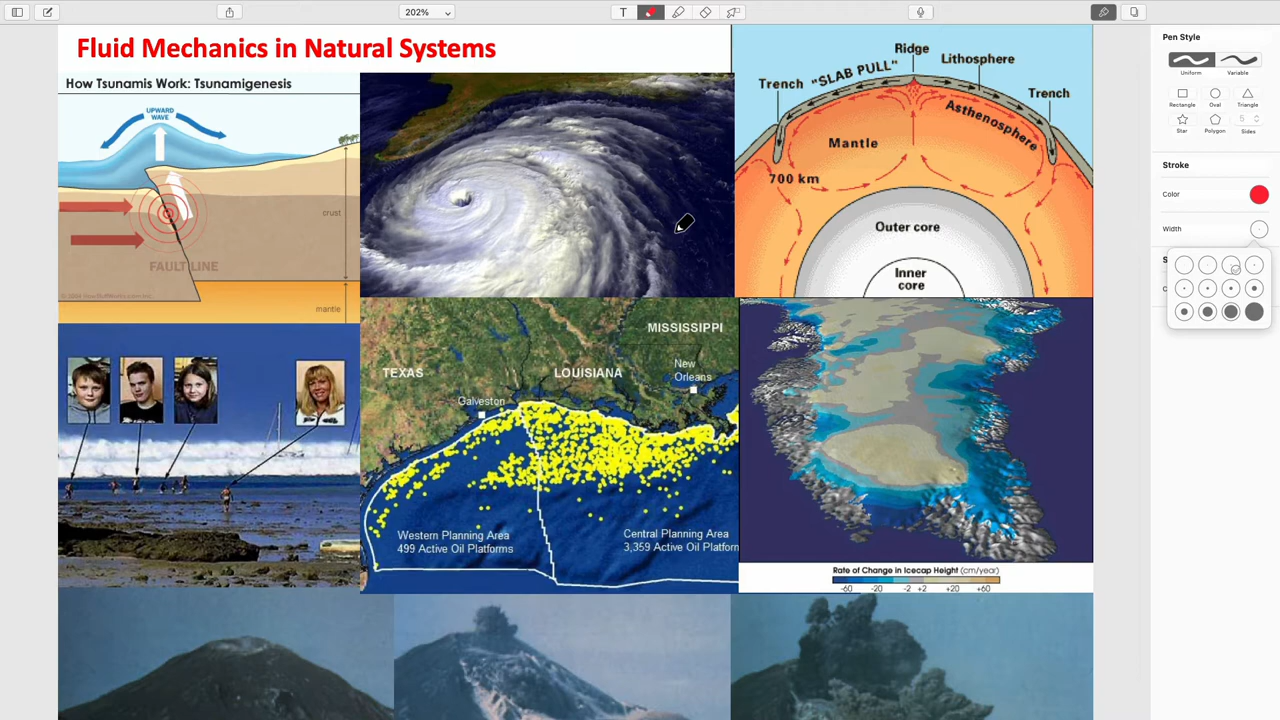 202%
T
Fluid Mechanics in Natural Systems
How Tsunamis Work: Tsunamigenesis
UPWARD
WAVE
crust
FAULT LINE
mantle
Ridge
Lithosphere
Trench
"SLAB PULL"
Trench
Asthenosphere
Mantle
700 km
Outer core
Inner
core
MISSISSIPPI
TEXAS
LOUISIANA
New
Orleans
Galveston
Western Planning Area
499 Active Oil Platforms
Central Planning Area
3,359 Active Oil Platform
Rate of Change in Icecap Height (cm/year)
-60 -20 -2 +2 +20 +60
Pen Style
Uniform Variable
Rectangle Oval Triangle
5
Star Polygon Sides
Stroke
Color
Width